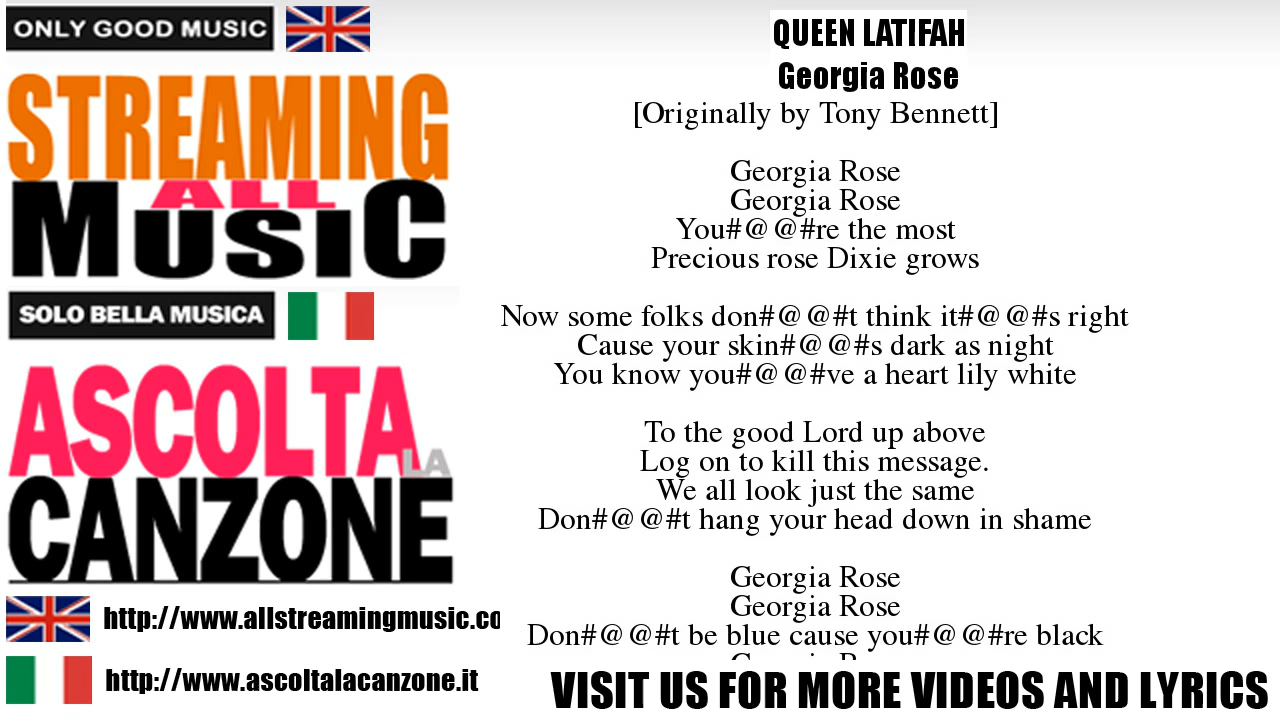 ONLY GOOD MUSIC
STREAMING
ALL
MUSIC
SOLO BELLA MUSICA
ASCOLTA
LA
CANZONE
http://www.allstreamingmusic.co
http://www.ascoltalacanzone.it
QUEEN LATIFAH
Georgia Rose
[Originally by Tony Bennett]
Georgia Rose
Georgia Rose
You#@@#re the most
Precious rose Dixie grows
Now some folks don#@@#t think it#@@#s right
Cause your skin#@@#s dark as night
You know you#@@#ve a heart lily white
To the good Lord up above
Log on to kill this message.
We all look just the same
Don#@@#t hang your head down in shame
Georgia Rose
Georgia Rose
Don#@@#t be blue cause you#@@#re black
VISIT US FOR MORE VIDEOS AND LYRICS